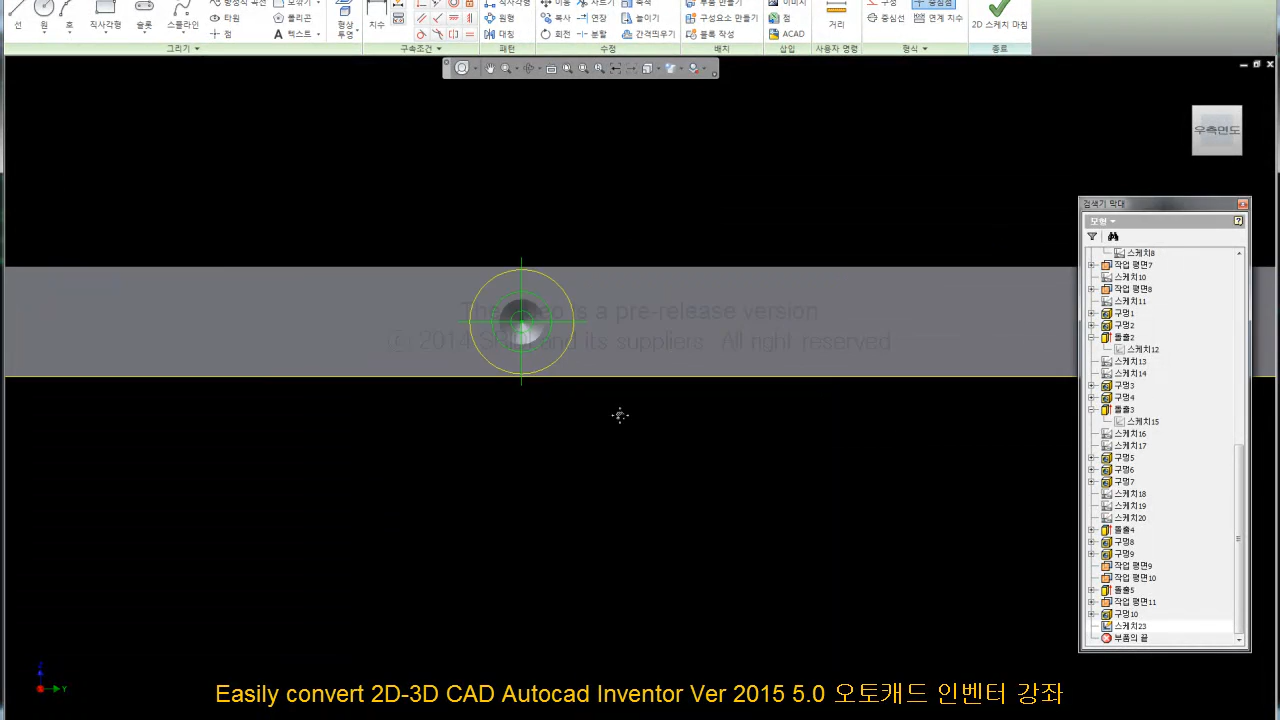 선 원 호 직사각형 슬롯 스플라인
타원 폴리곤
점 텍스트
형상 투영
치수
원형
대칭
이동 복사 회전
연장 분할
늘이기 간격띄우기
부품 만들기
구성요소 만들기
블록 작성
점
ACAD
거리
중심선
중심점
연계 치수
2D 스케치 마침
그리기 구속조건 패턴 수정 배치 삽입 사용자 명령 형식 종료
우측면도
검색기 막대
모형
스케치8
작업 평면7
스케치10
작업 평면8
스케치11
구멍1
구멍2
돌출2
스케치12
스케치13
스케치14
구멍3
구멍4
돌출3
스케치15
스케치16
스케치17
구멍5
구멍6
구멍7
스케치18
스케치19
스케치20
돌출4
구멍8
구멍9
작업 평면9
작업 평면10
돌출5
작업 평면11
구멍10
스케치23
부품의 끝
is a pre-release version
2014 and its suppliers. All right reserved
Z
Y
Easily convert 2D-3D CAD Autocad Inventor Ver 2015 5.0 오토캐드 인벤터 강좌